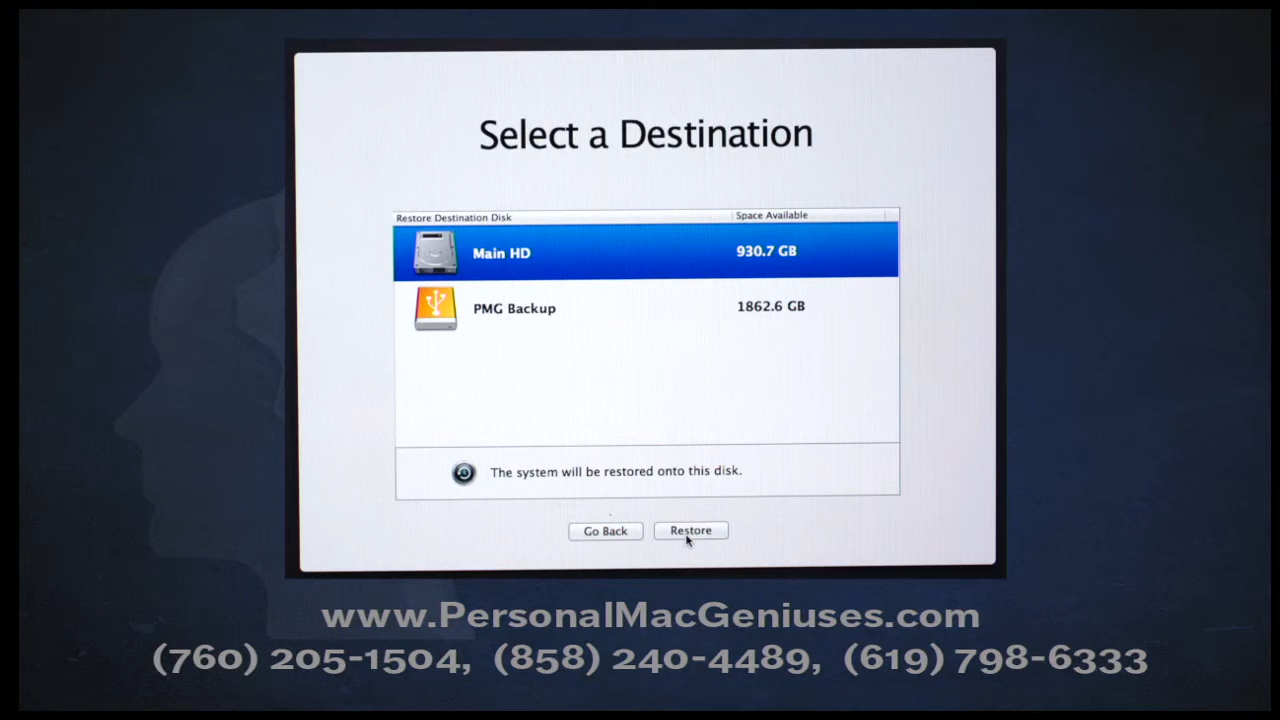 Select a Destination
Restore Destination Disk Space Available
Main HD 930.7 GB
PMG Backup 1862.6 GB
The system will be restored onto this disk.
Go Back Restore
www.PersonalMacGeniuses.com
(760) 205-1504, (858) 240-4489, (619) 798-6333